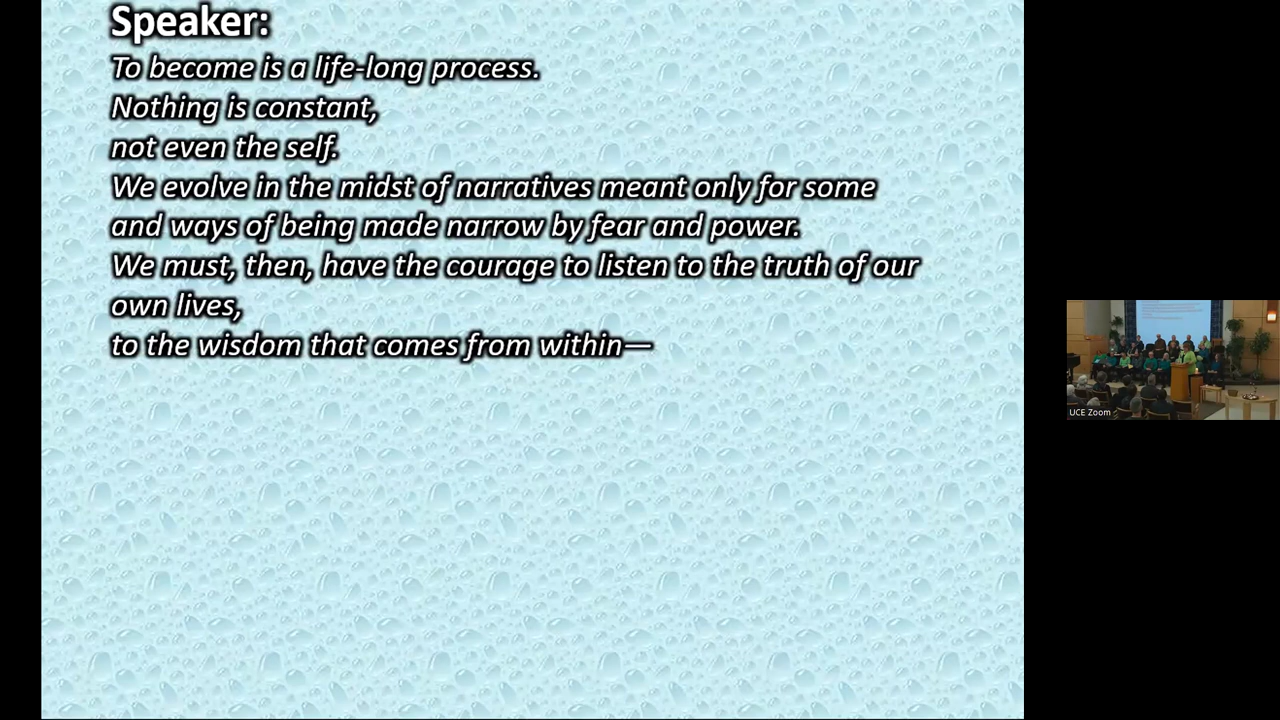 Speaker:
To become is a life-long process.
Nothing is constant,
not even the self.
We evolve in the midst of narratives meant only for some
and ways of being made narrow by fear and power.
We must, then, have the courage to listen to the truth of our
own lives,
to the wisdom that comes from within—
UCE Zoom